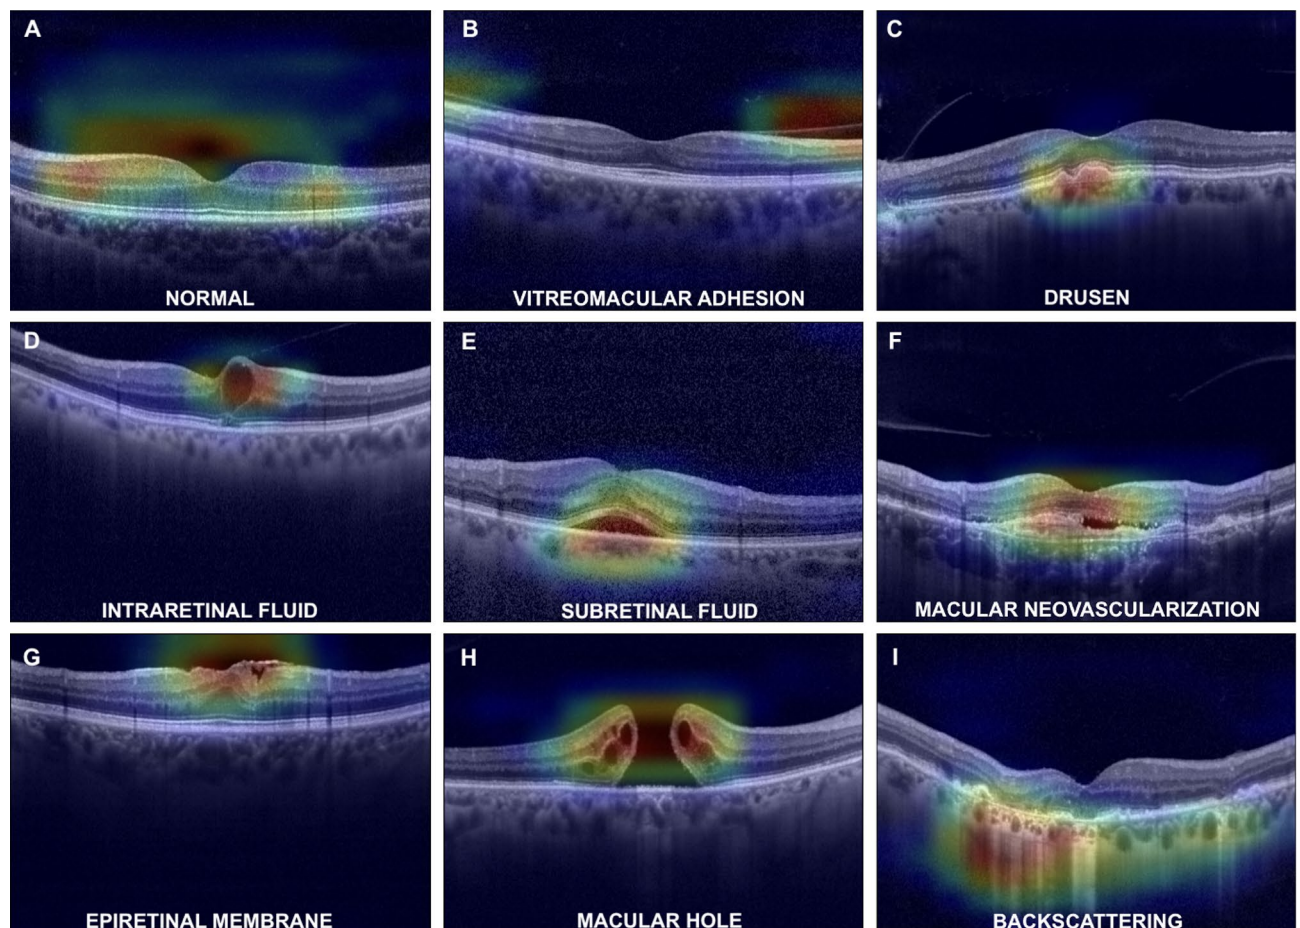 A
NORMAL
B
VITREOMACULAR ADHESION
C
DRUSEN
D
INTRARETINAL FLUID
E
SUBRETINAL FLUID
F
MACULAR NEOVASCULARIZATION
G
EPIRETINAL MEMBRANE
H
MACULAR HOLE
I
BACKSCATTERING